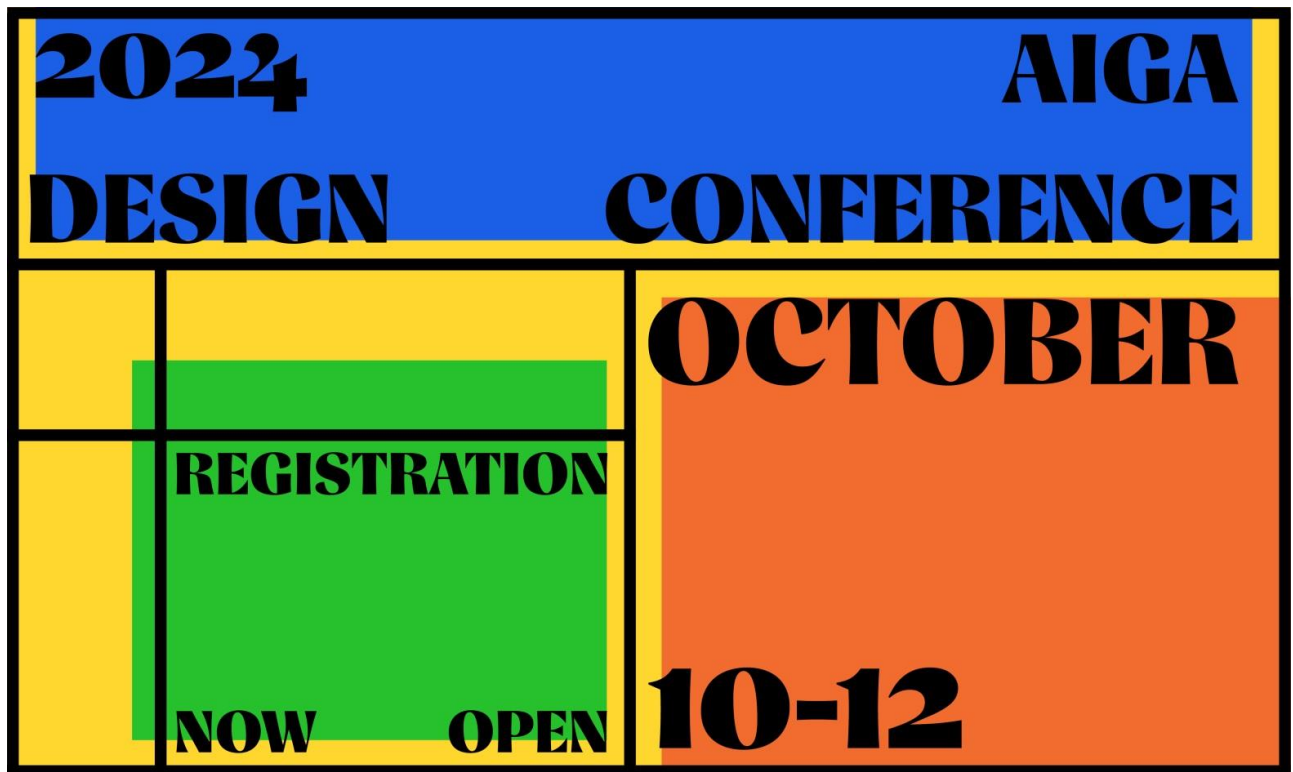 2024 AIGA
DESIGN CONFERENCE
OCTOBER
10-12
REGISTRATION
NOW OPEN